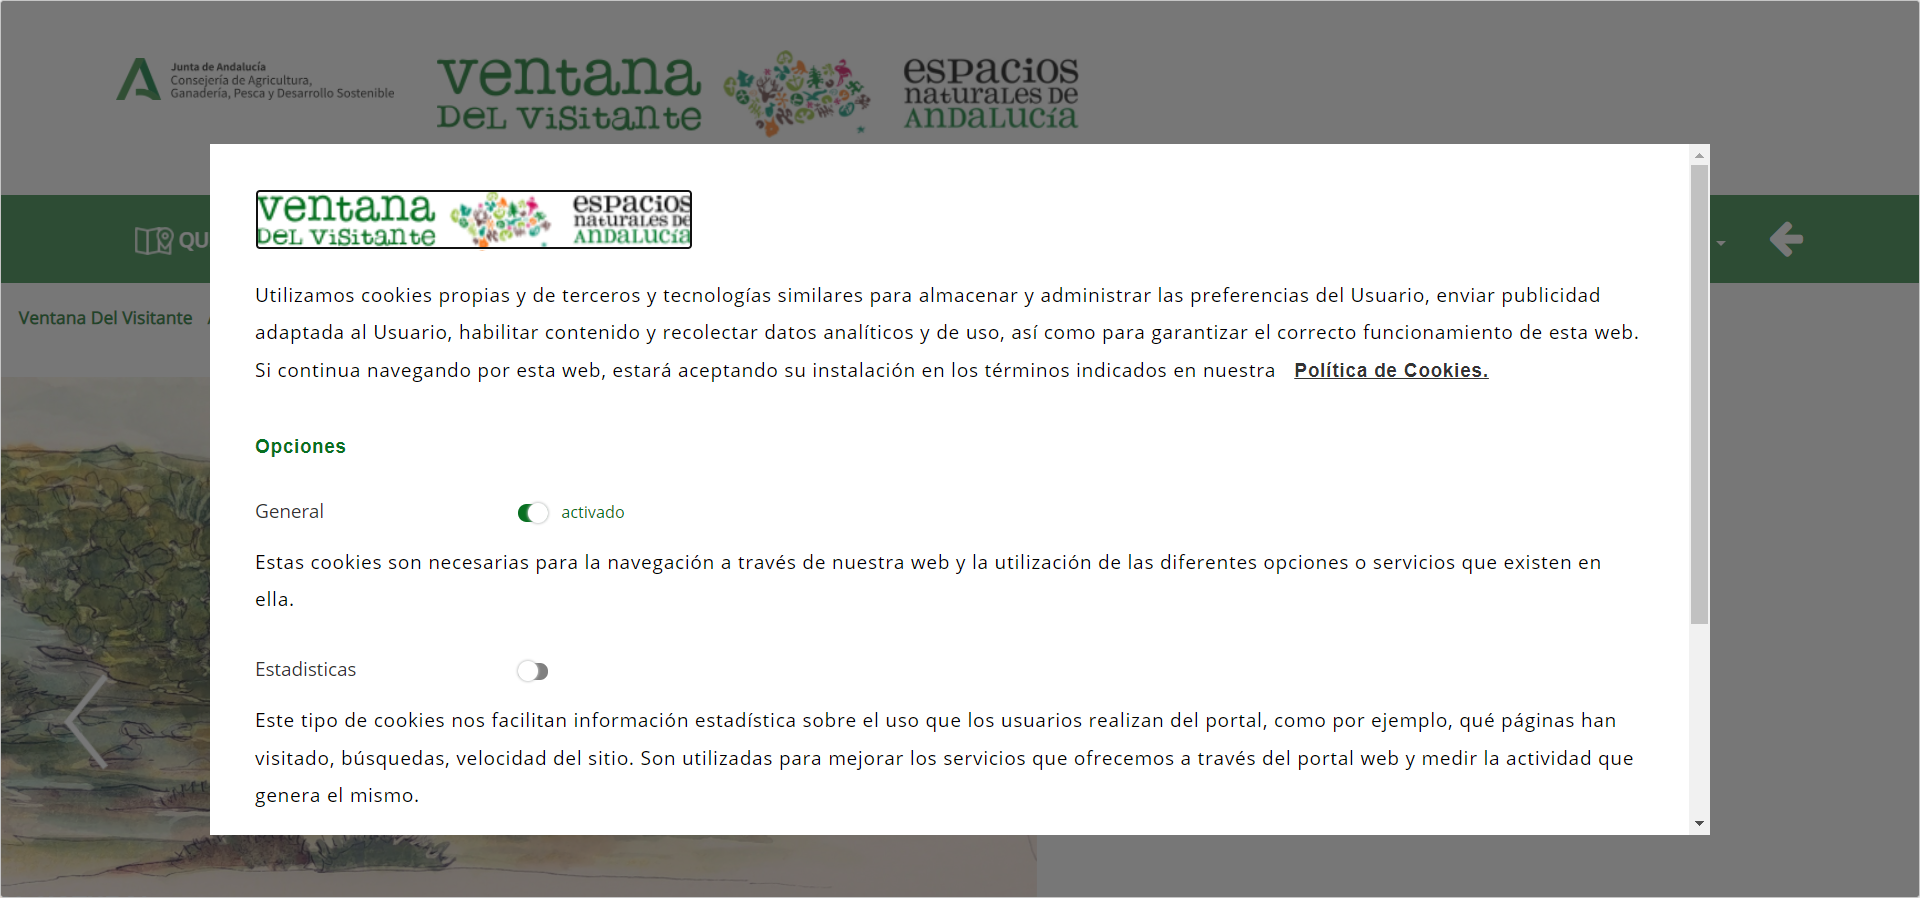 Junta de Andalucía
Consejería de Agricultura,
Ganadería, Pesca y Desarrollo Sostenible
ventana
DEL VISITANTE
espacios
naturales de
ANDALUCÍA
ventana
DEL VISITANTE
espacios
naturales de
ANDALUCÍA
QU
Ventana Del Visitante
Utilizamos cookies propias y de terceros y tecnologías similares para almacenar y administrar las preferencias del Usuario, enviar publicidad
adaptada al Usuario, habilitar contenido y recolectar datos analíticos y de uso, así como para garantizar el correcto funcionamiento de esta web.
Si continua navegando por esta web, estará aceptando su instalación en los términos indicados en nuestra Política de Cookies.
Opciones
General activado
Estas cookies son necesarias para la navegación a través de nuestra web y la utilización de las diferentes opciones o servicios que existen en
ella.
Estadisticas
Este tipo de cookies nos facilitan información estadística sobre el uso que los usuarios realizan del portal, como por ejemplo, qué páginas han
visitado, búsquedas, velocidad del sitio. Son utilizadas para mejorar los servicios que ofrecemos a través del portal web y medir la actividad que
genera el mismo.